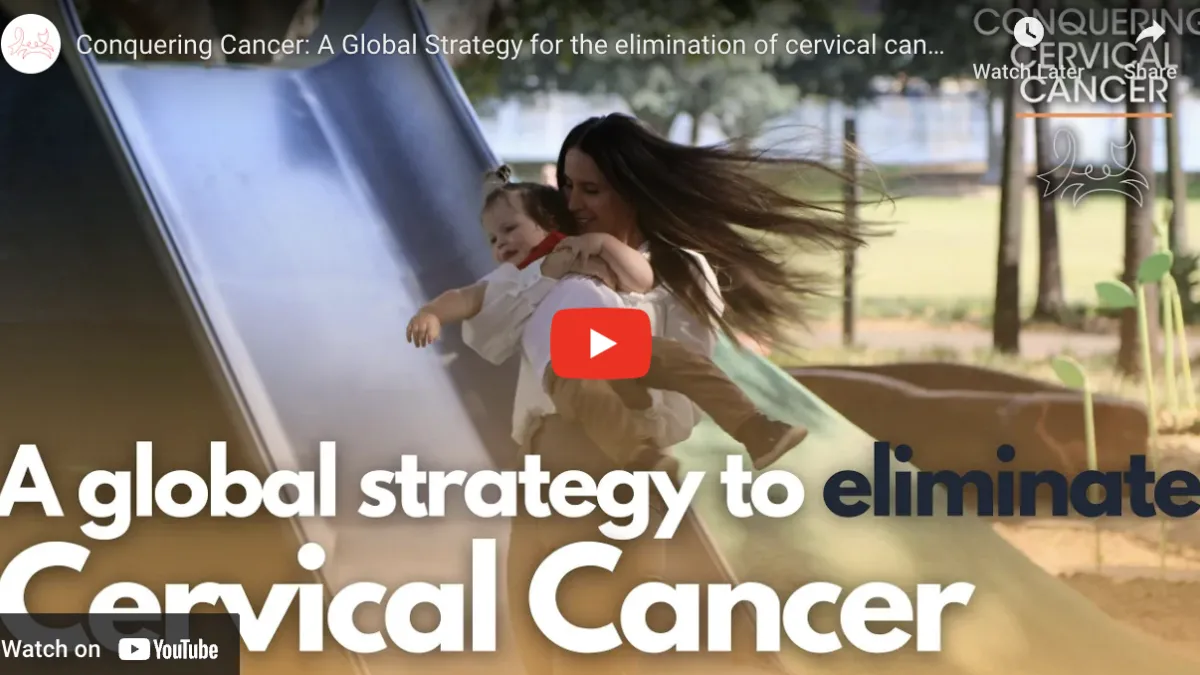 Conquering Cancer: A Global Strategy for the elimination of cervical can...
CONQUERING
CERVICAL
CANCER
Watch Later
Share
A global strategy to eliminate
Cervical Cancer
Watch on YouTube